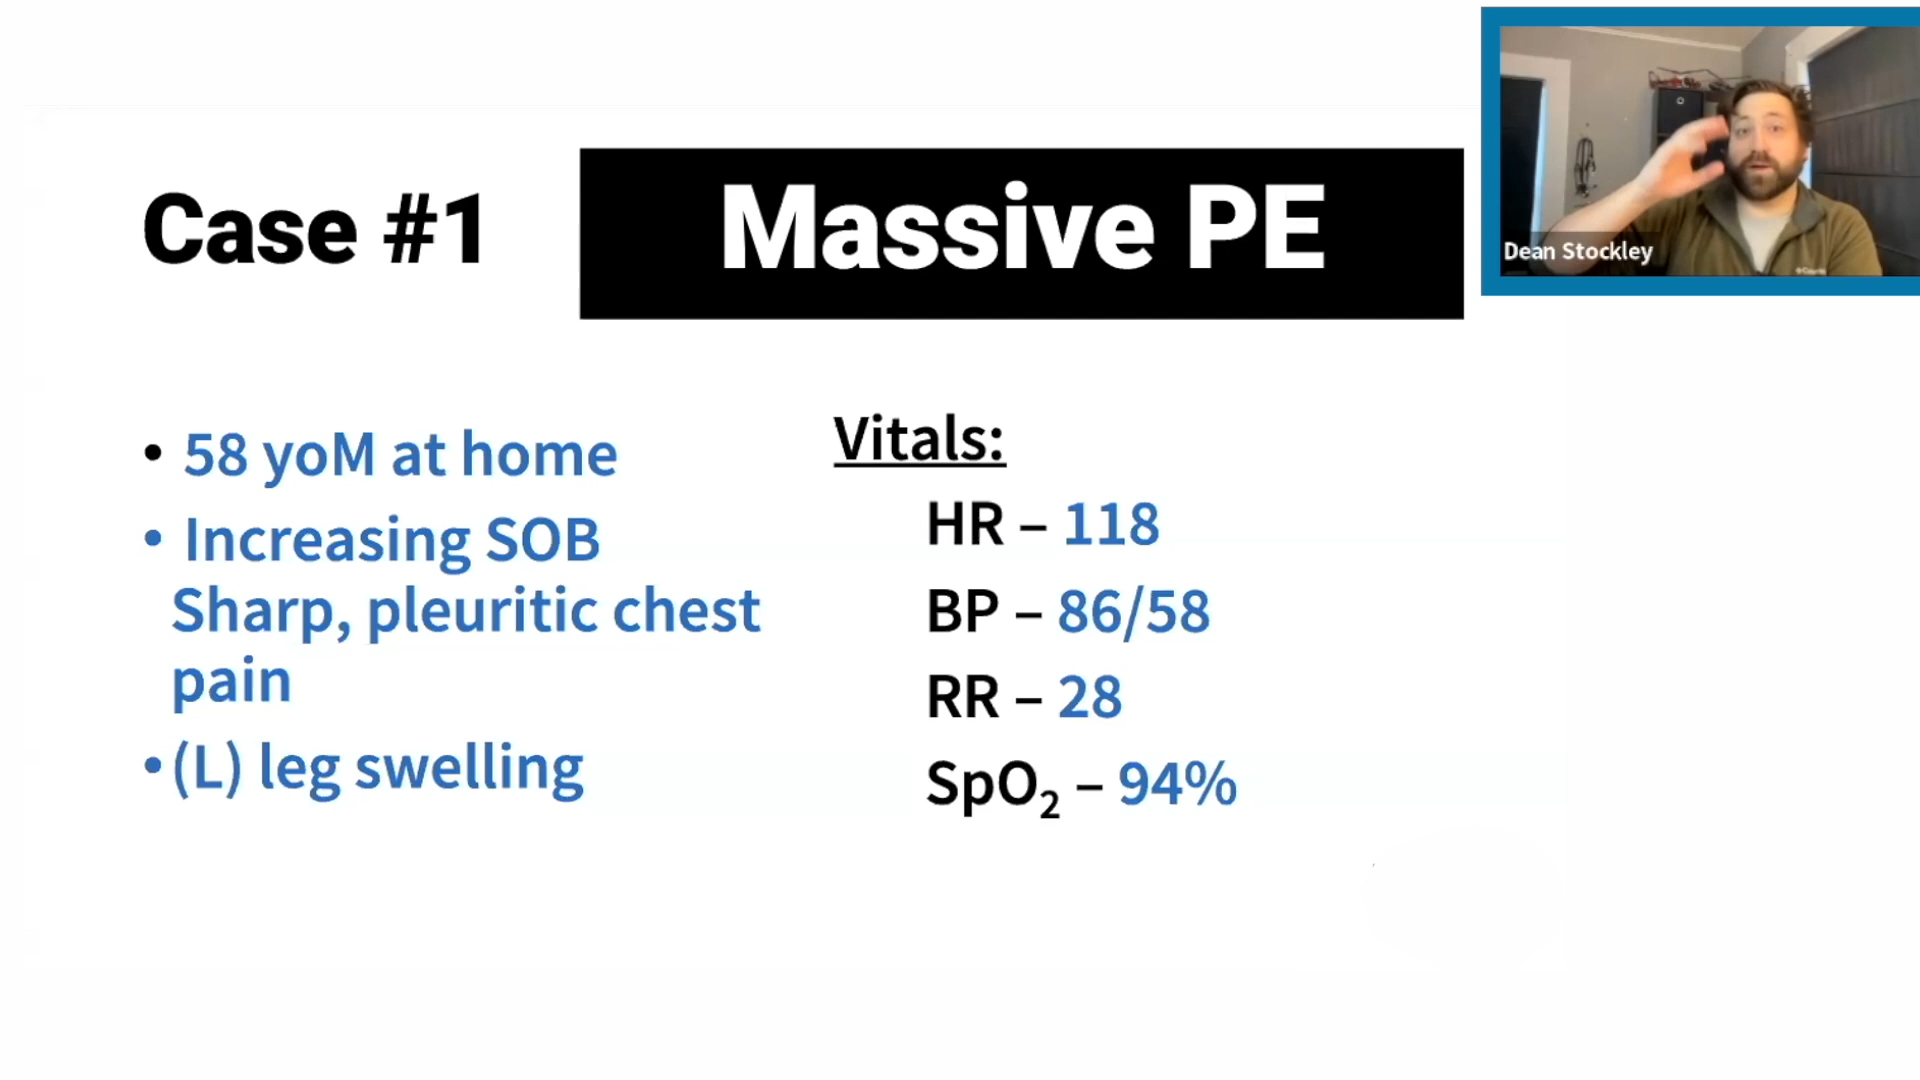 Case #1
Massive PE
Dean Stockley
• 58 yoM at home
• Increasing SOB
Sharp, pleuritic chest
pain
• (L) leg swelling
Vitals:
HR – 118
BP – 86/58
RR – 28
SpO₂ – 94%